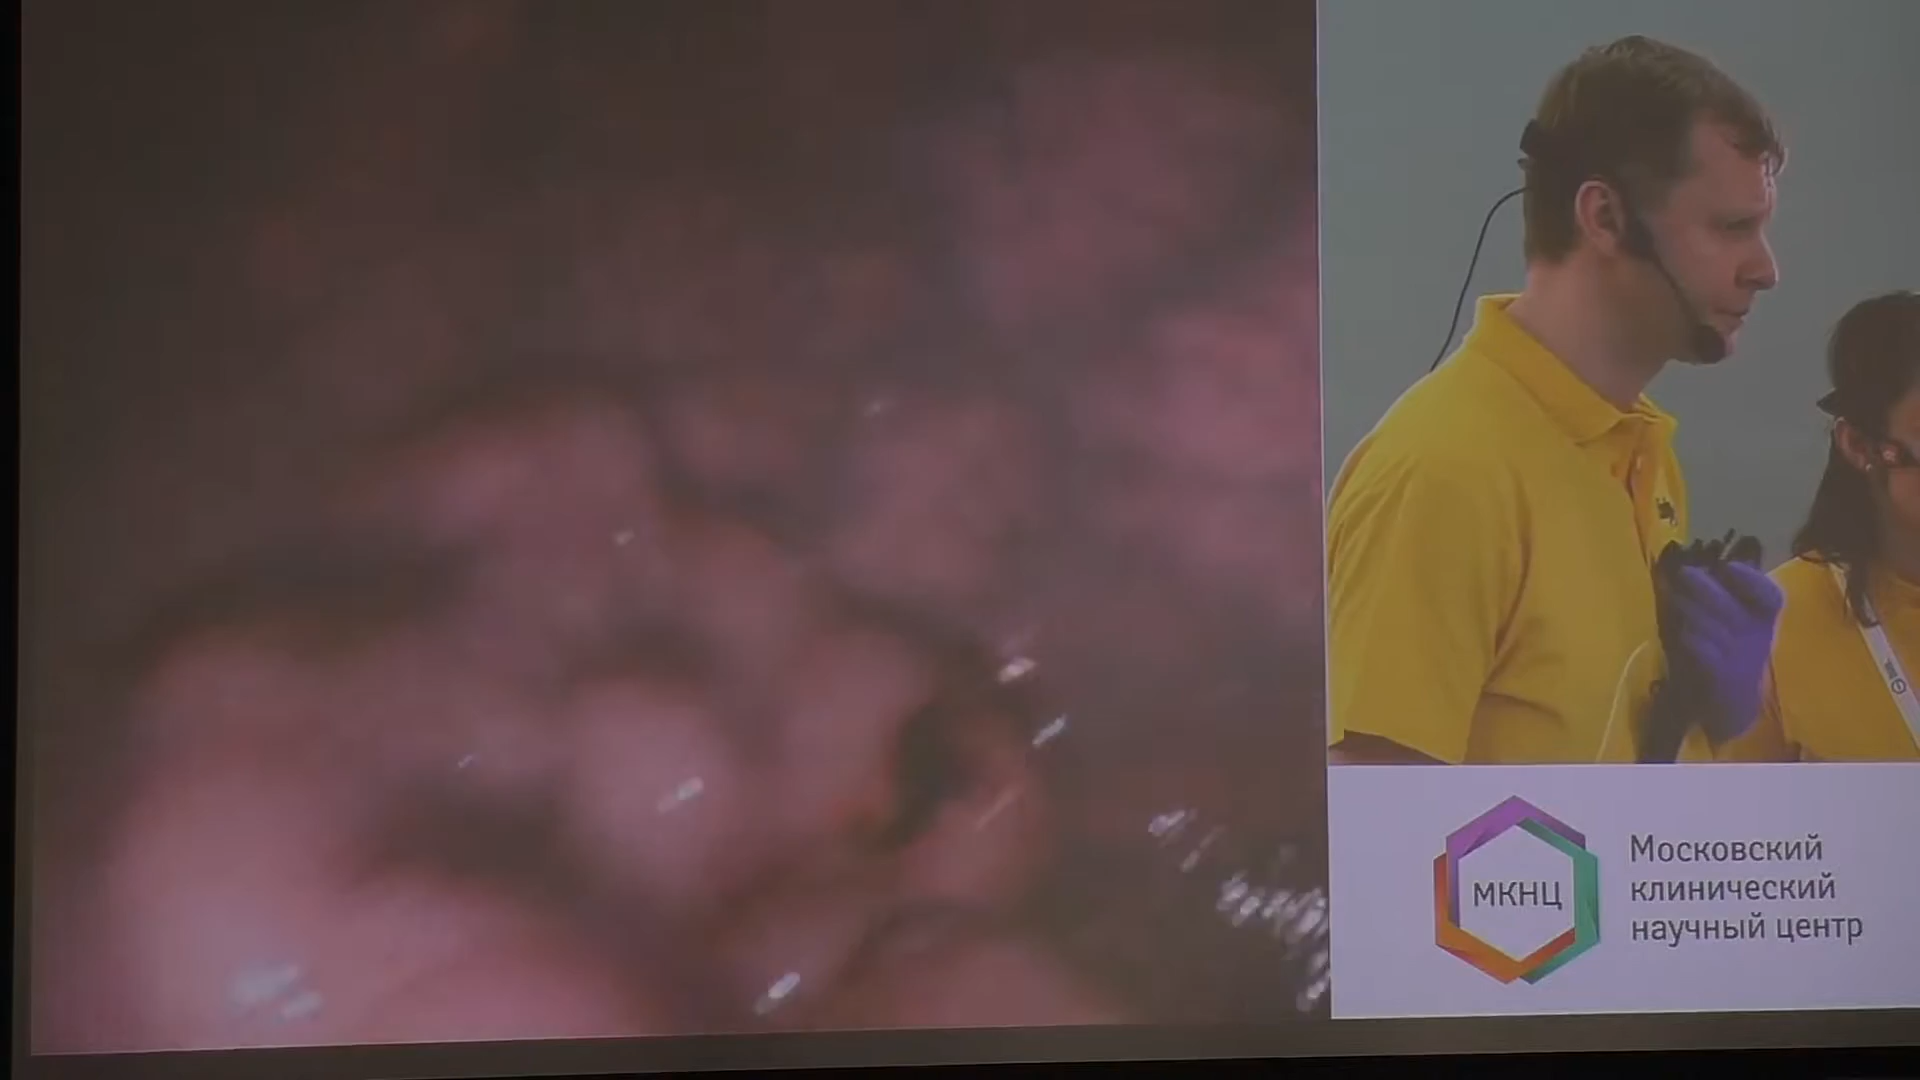 МКНЦ
Московский
клинический
научный центр